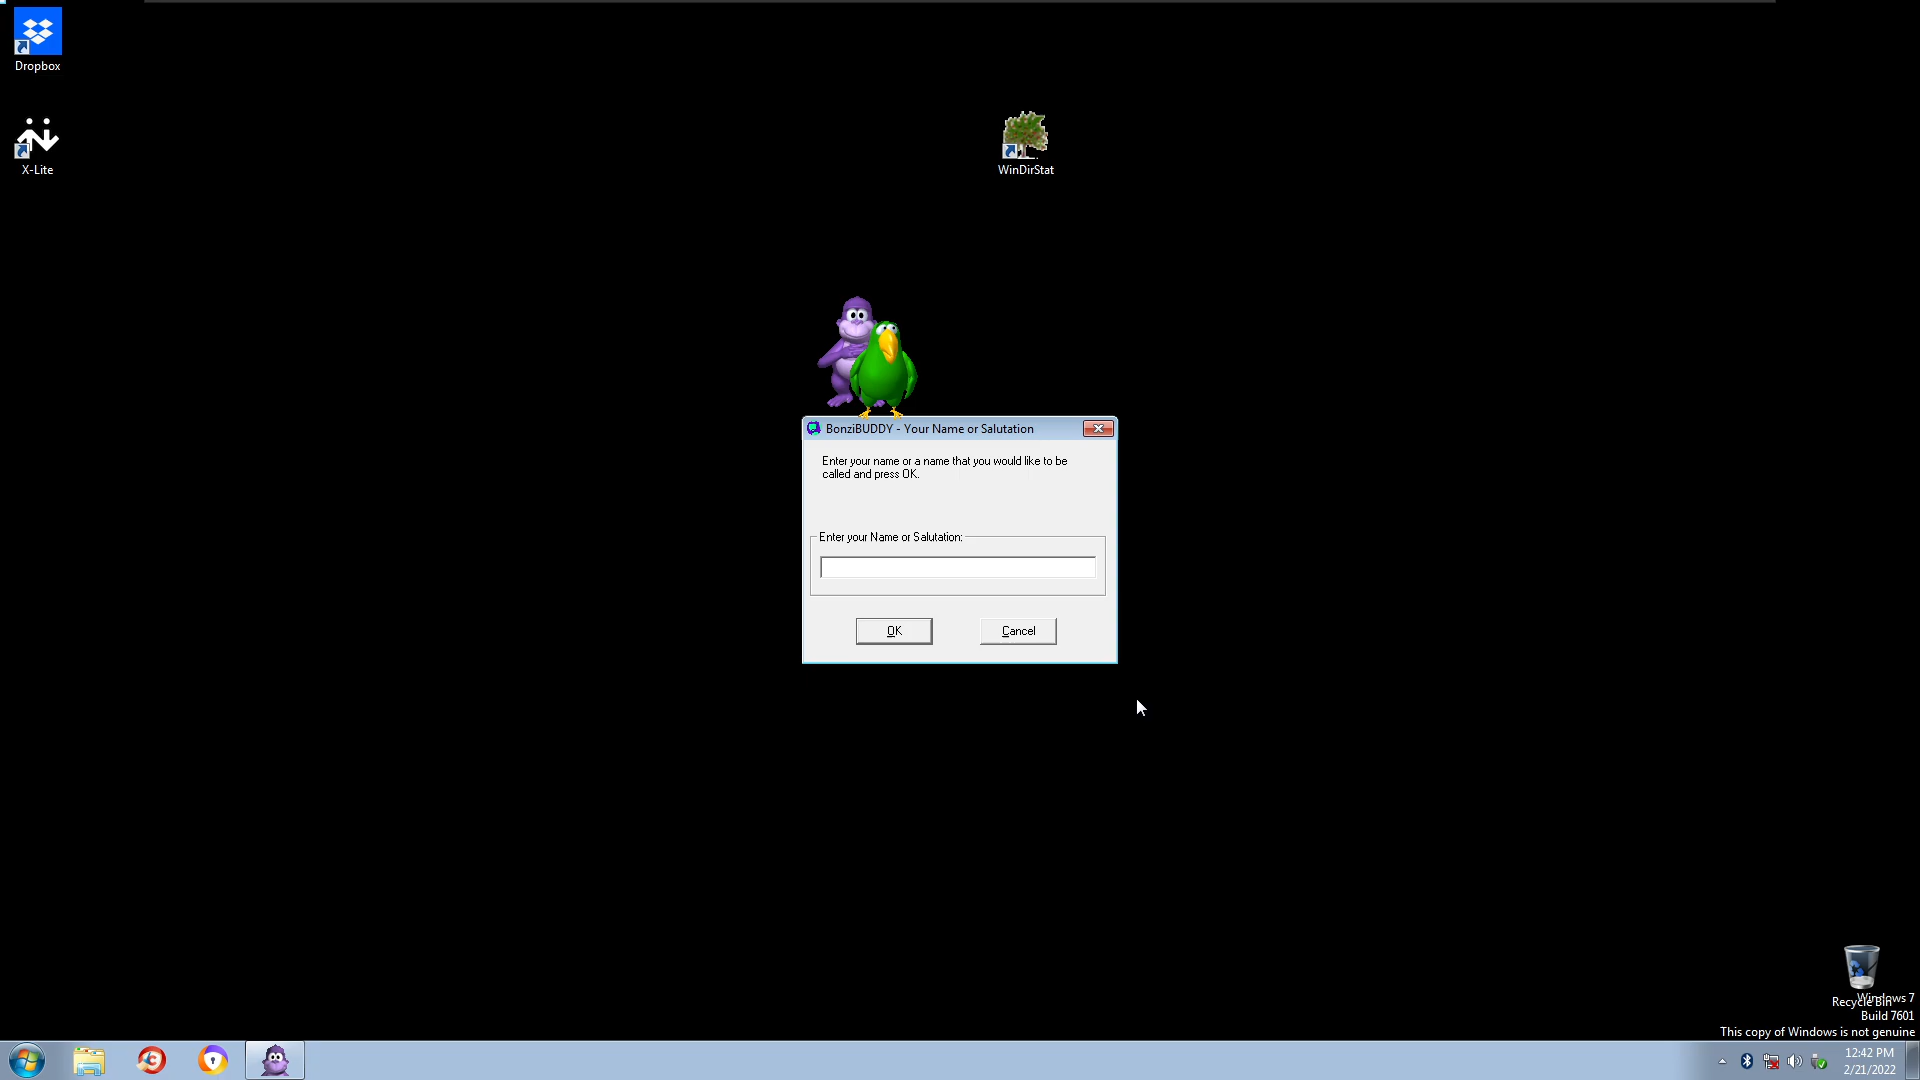 Dropbox
X-Lite
WinDirStat
BonziBUDDY - Your Name or Salutation
Enter your name or a name that you would like to be
called and press OK.
Enter your Name or Salutation:
OK
Cancel
Recycle Bin
Windows 7
Build 7601
This copy of Windows is not genuine
12:42 PM
2/21/2022